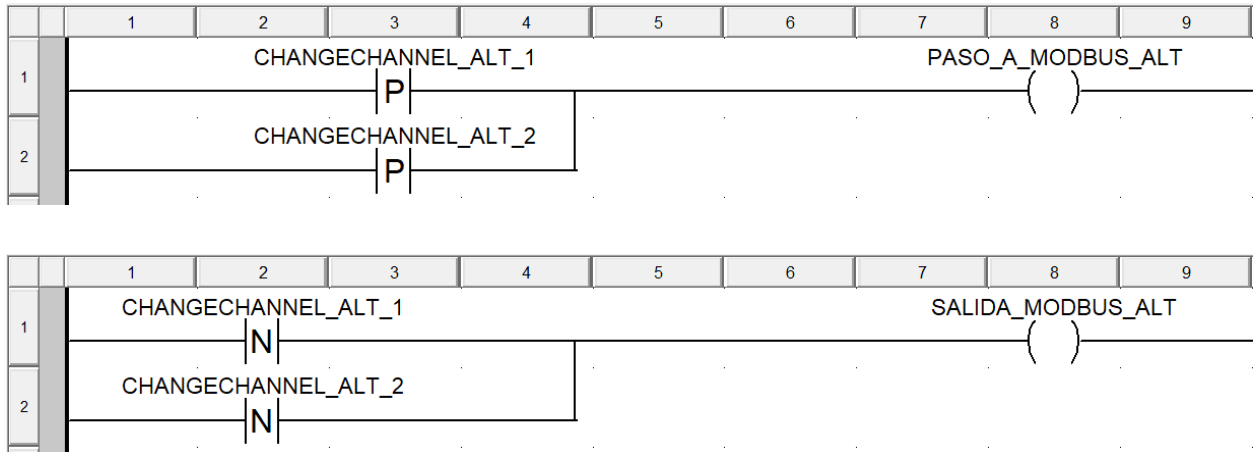 1 2 3 4 5 6 7 8 9
CHANGECHANNEL_ALT_1 PASO_A_MODBUS_ALT
1
P ( )
CHANGECHANNEL_ALT_2
2
P
1 2 3 4 5 6 7 8 9
CHANGECHANNEL_ALT_1 SALIDA_MODBUS_ALT
1
N ( )
CHANGECHANNEL_ALT_2
2
N